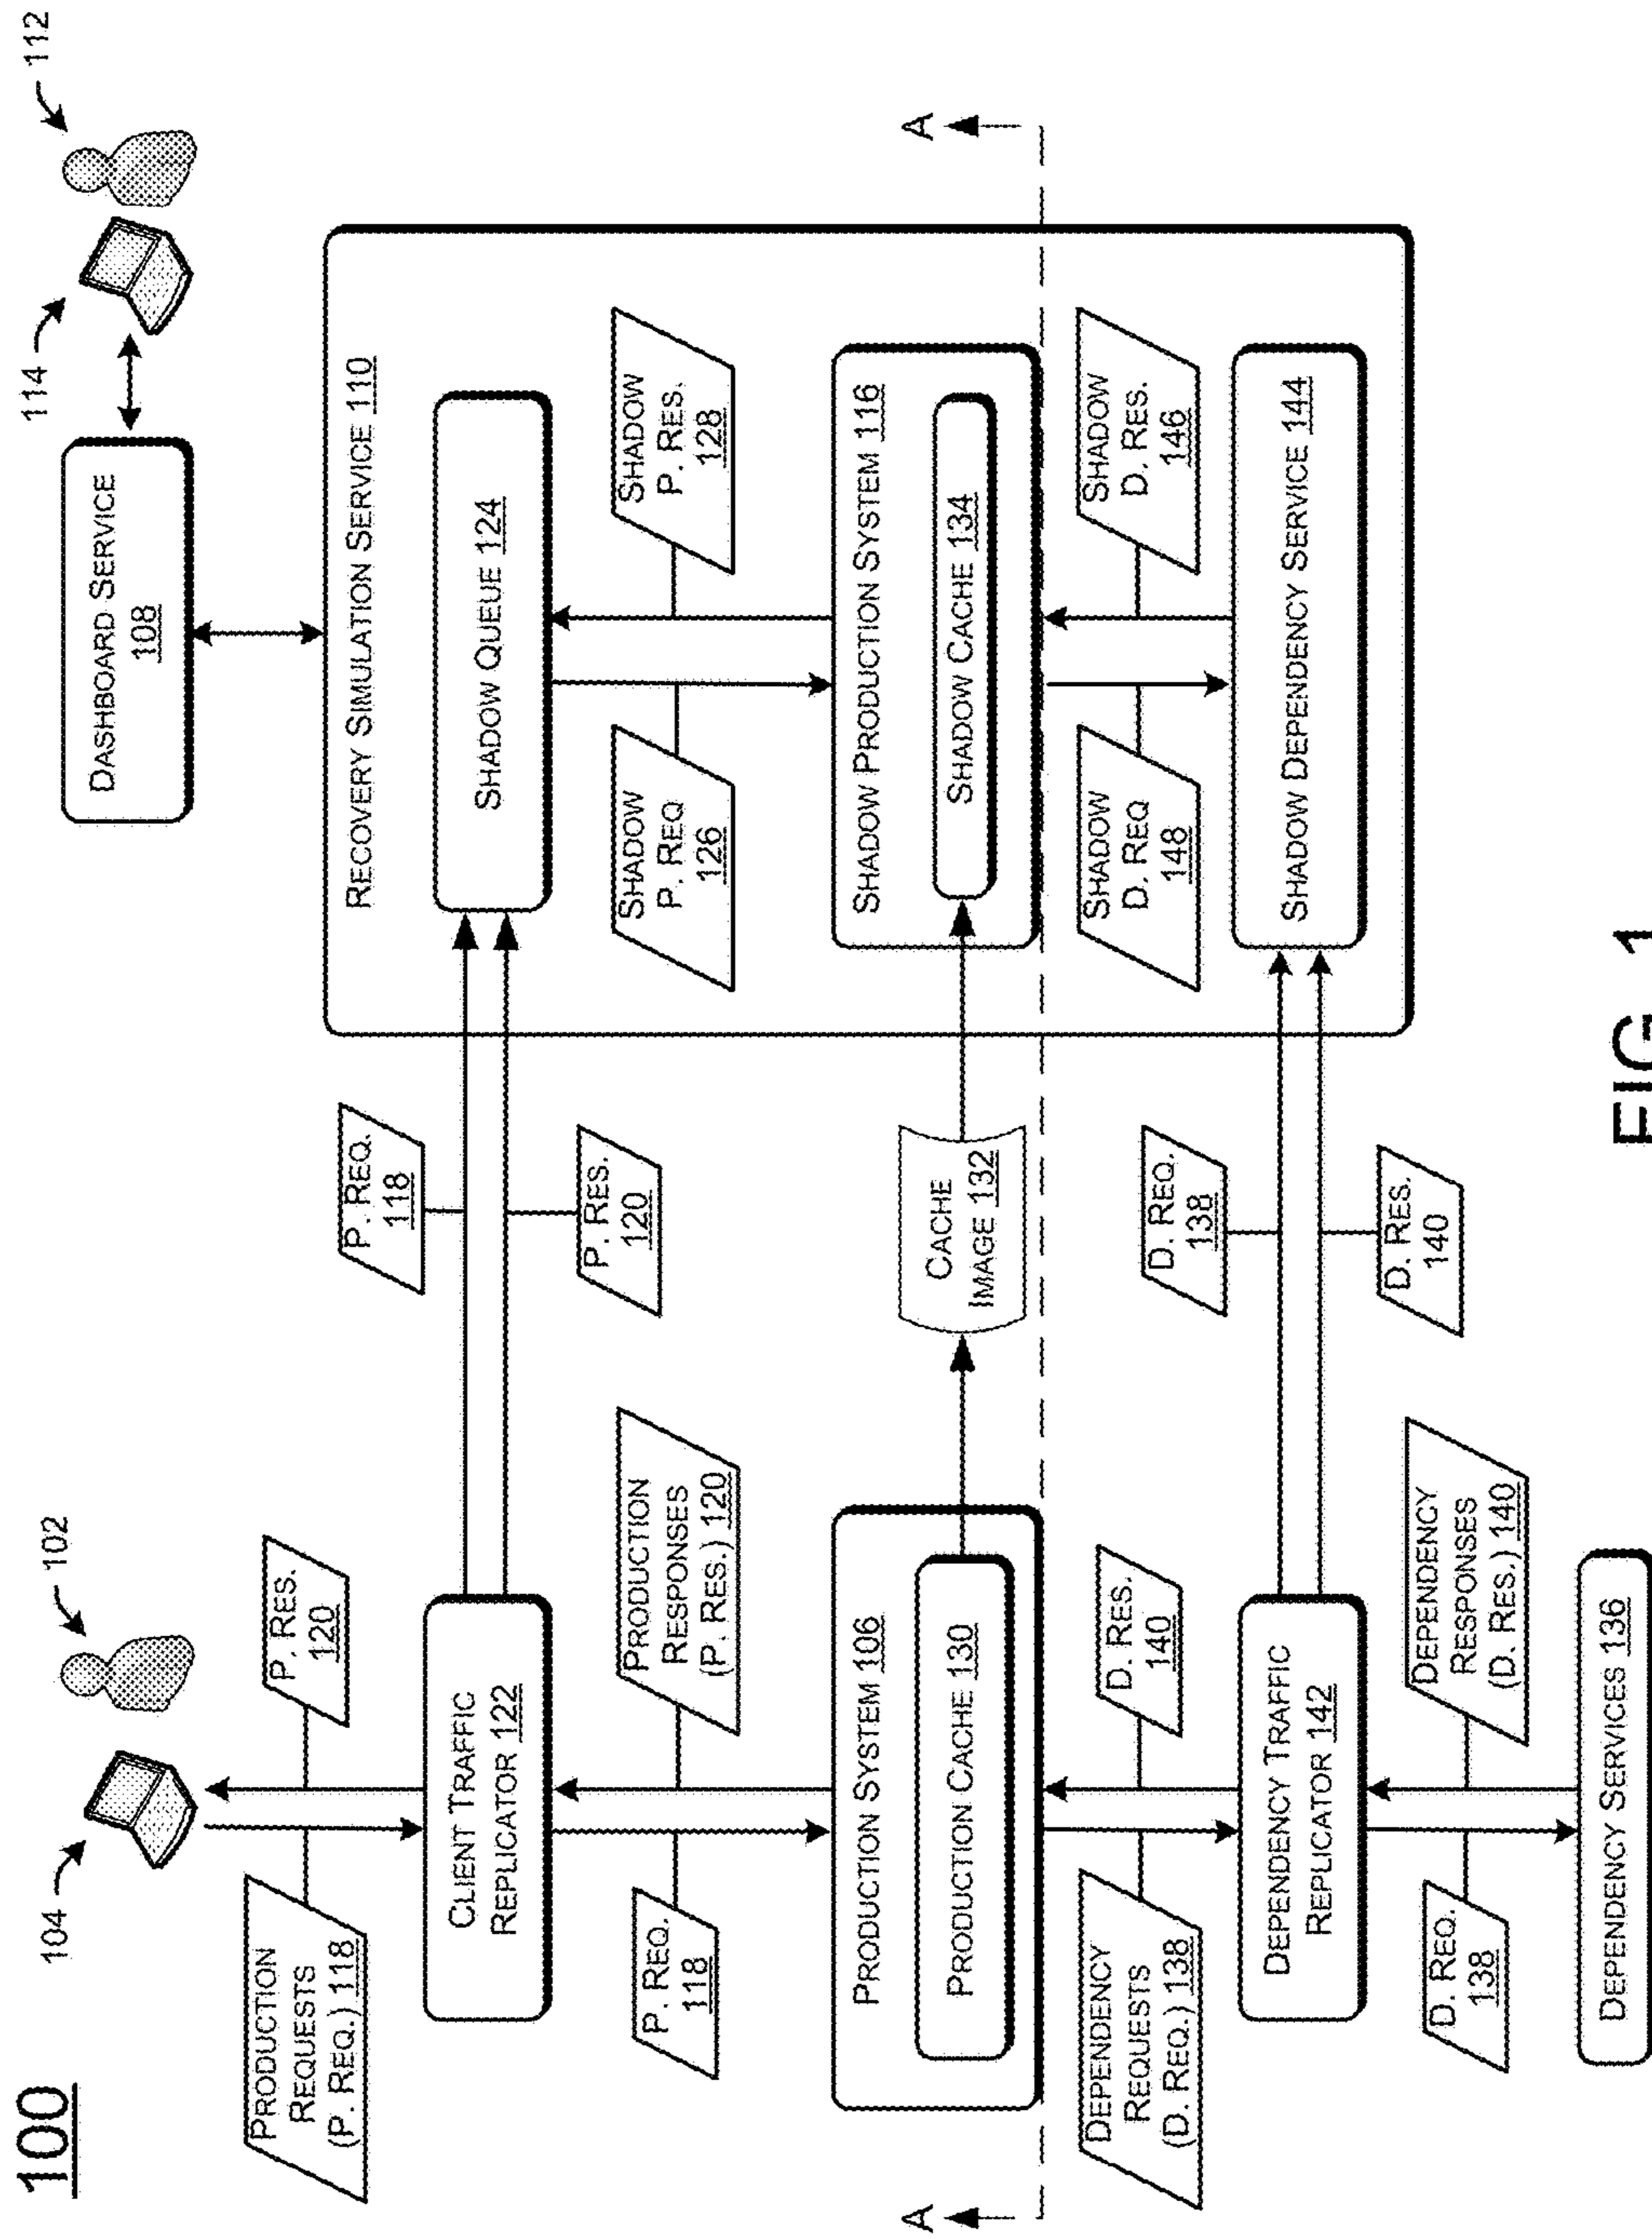 100
104
102
114
112
PRODUCTION
REQUESTS
(P. REQ.) 118
P. RES.
120
DASHBOARD SERVICE
108
CLIENT TRAFFIC
REPLICATOR 122
P. REQ.
118
P. RES.
120
RECOVERY SIMULATION SERVICE 110
SHADOW QUEUE 124
P. REQ.
118
PRODUCTION
RESPONSES
(P. RES.) 120
SHADOW
P. REQ
126
SHADOW
P. RES.
128
PRODUCTION SYSTEM 106
PRODUCTION CACHE 130
CACHE
IMAGE 132
SHADOW PRODUCTION SYSTEM 116
SHADOW CACHE 134
A
A
DEPENDENCY
REQUESTS
(D. REQ.) 138
D. RES.
140
D. REQ.
138
SHADOW
D. REQ
148
SHADOW
D. RES.
146
DEPENDENCY TRAFFIC
REPLICATOR 142
D. RES.
140
SHADOW DEPENDENCY SERVICE 144
D. REQ.
138
DEPENDENCY
RESPONSES
(D. RES.) 140
DEPENDENCY SERVICES 136
FIG. 1